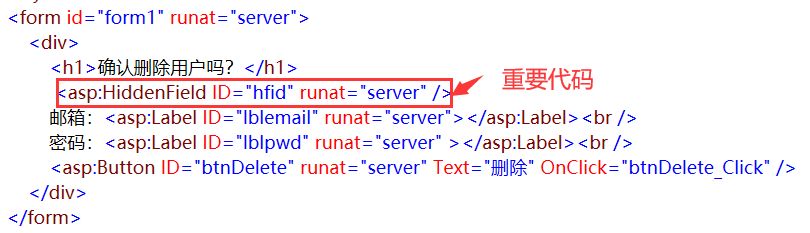 <form id="form1" runat="server">
<div>
<h1>确认删除用户吗？</h1>
<asp:HiddenField ID="hfid" runat="server" />
重要代码
邮箱：<asp:Label ID="lblemail" runat="server"></asp:Label><br />
密码：<asp:Label ID="lblpwd" runat="server" ></asp:Label><br />
<asp:Button ID="btnDelete" runat="server" Text="删除" OnClick="btnDelete_Click" />
</div>
</form>